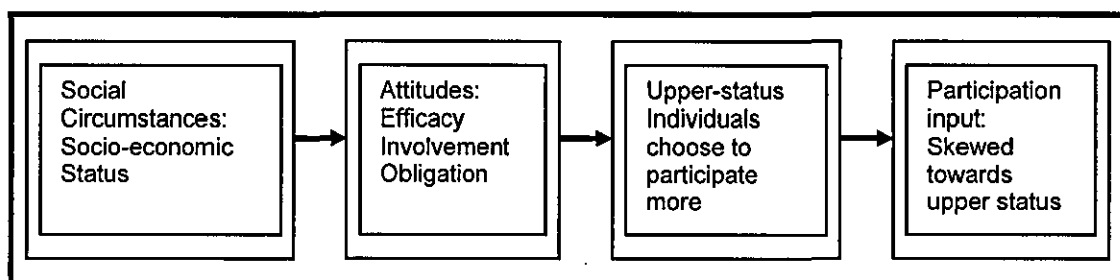 Social
Circumstances:
Socio-economic
Status
Attitudes:
Efficacy
Involvement
Obligation
Upper-status
Individuals
choose to
participate
more
Participation
input:
Skewed
towards
upper status